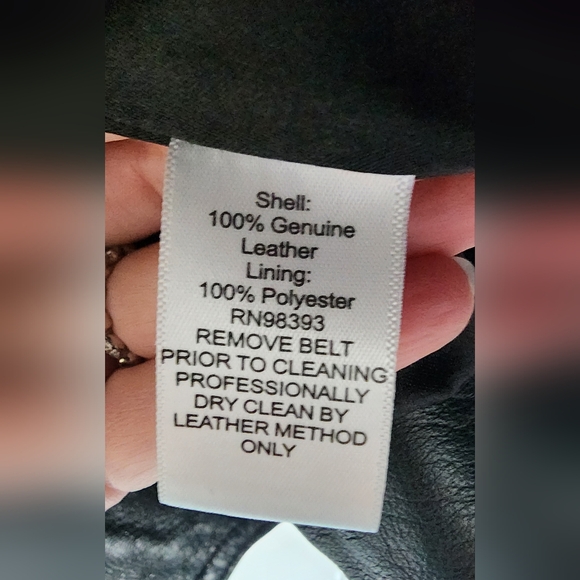 Shell:
100% Genuine
Leather
Lining:
100% Polyester
RN98393
REMOVE BELT
PRIOR TO CLEANING
PROFESSIONALLY
DRY CLEAN BY
LEATHER METHOD
ONLY